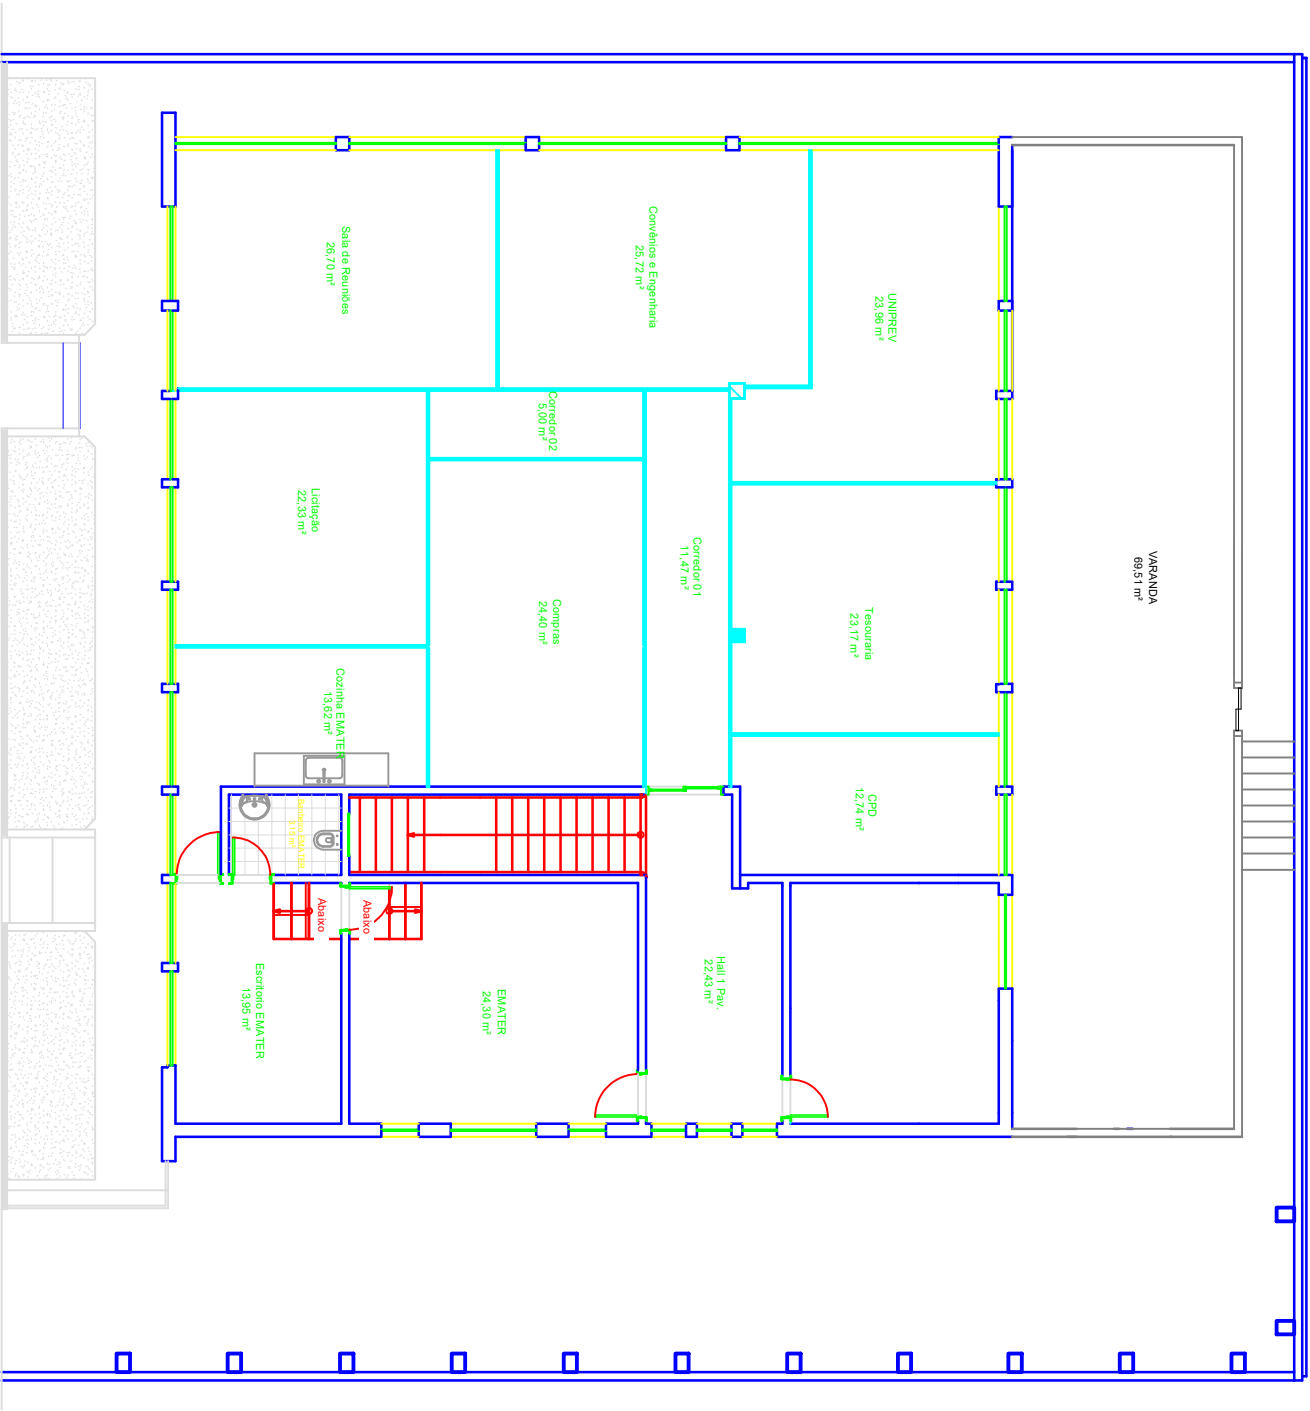 Sala de Reuniões
26,70 m²
Convênios e Engenharia
25,72 m²
UNIPREV
23,96 m²
Corredor 02
5,00 m²
Licitação
22,33 m²
Compras
24,40 m²
Corredor 01
11,47 m²
Tesouraria
23,17 m²
VARANDA
69,51 m²
Cozinha EMATER
13,62 m²
CPD
12,74 m²
Abaixo
Abaixo
Escritorio EMATER
13,95 m²
EMATER
24,30 m²
Hall 1 Pav.
22,43 m²